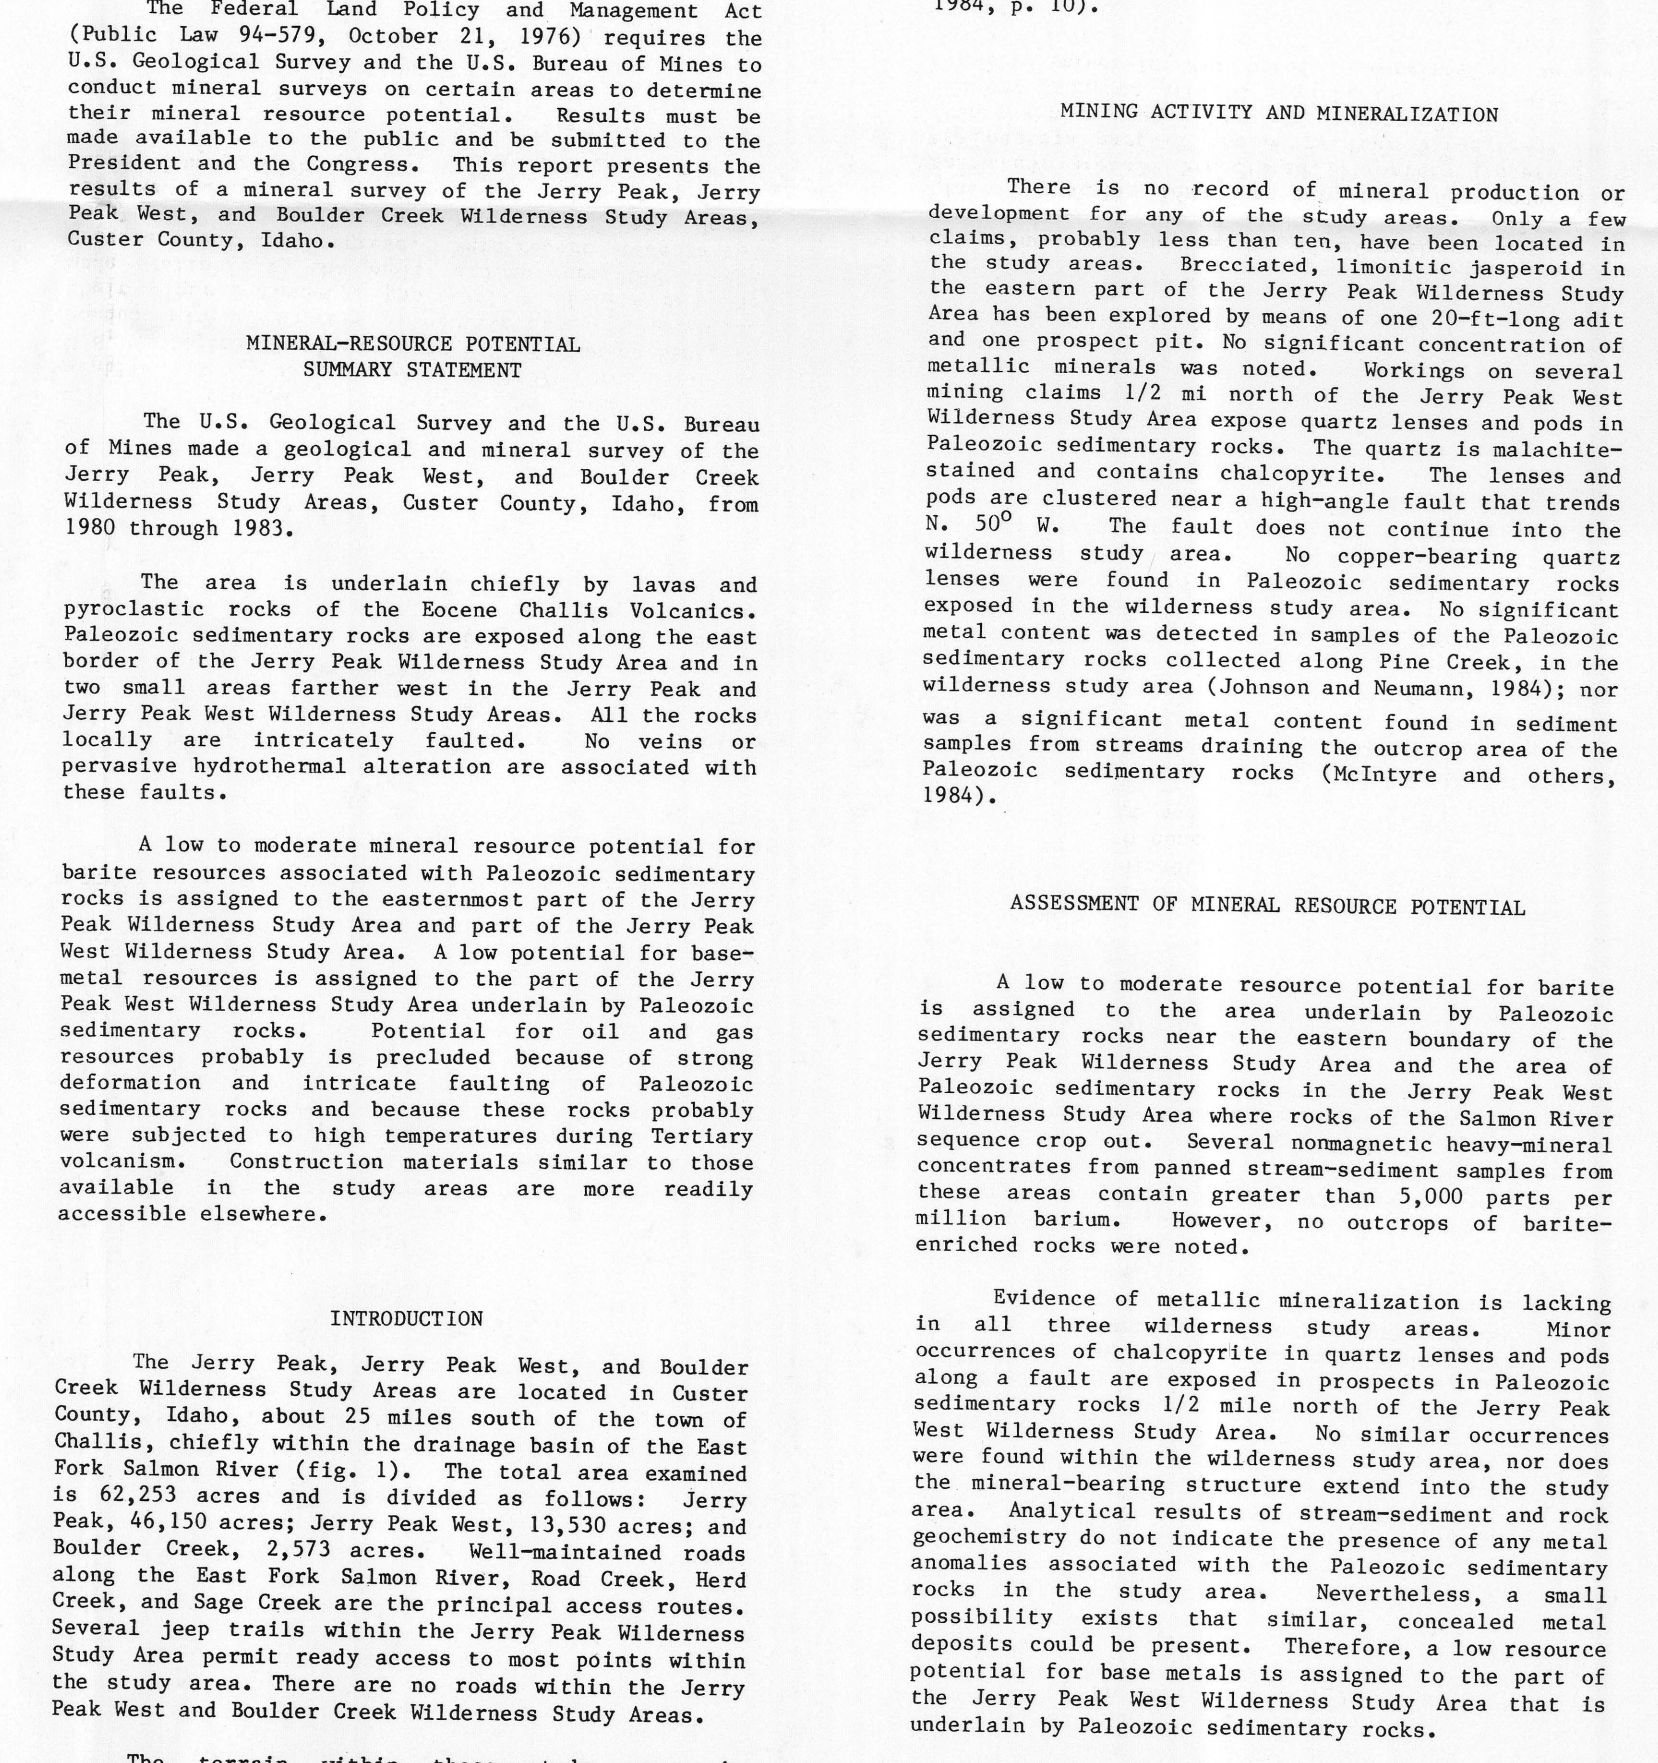 The Federal Land Policy and Management Act
(Public Law 94-579, October 21, 1976) requires the
U.S. Geological Survey and the U.S. Bureau of Mines to
conduct mineral surveys on certain areas to determine
their mineral resource potential. Results must be
made available to the public and be submitted to the
President and the Congress. This report presents the
results of a mineral survey of the Jerry Peak, Jerry
Peak West, and Boulder Creek Wilderness Study Areas,
Custer County, Idaho.
MINERAL-RESOURCE POTENTIAL
SUMMARY STATEMENT
The U.S. Geological Survey and the U.S. Bureau
of Mines made a geological and mineral survey of the
Jerry Peak, Jerry Peak West, and Boulder Creek
Wilderness Study Areas, Custer County, Idaho, from
1980 through 1983.
The area is underlain chiefly by lavas and
pyroclastic rocks of the Eocene Challis Volcanics.
Paleozoic sedimentary rocks are exposed along the east
border of the Jerry Peak Wilderness Study Area and in
two small areas farther west in the Jerry Peak and
Jerry Peak West Wilderness Study Areas. All the rocks
locally are intricately faulted. No veins or
pervasive hydrothermal alteration are associated with
these faults.
A low to moderate mineral resource potential for
barite resources associated with Paleozoic sedimentary
rocks is assigned to the easternmost part of the Jerry
Peak Wilderness Study Area and part of the Jerry Peak
West Wilderness Study Area. A low potential for base-
metal resources is assigned to the part of the Jerry
Peak West Wilderness Study Area underlain by Paleozoic
sedimentary rocks. Potential for oil and gas
resources probably is precluded because of strong
deformation and intricate faulting of Paleozoic
sedimentary rocks and because these rocks probably
were subjected to high temperatures during Tertiary
volcanism. Construction materials similar to those
available in the study areas are more readily
accessible elsewhere.
INTRODUCTION
The Jerry Peak, Jerry Peak West, and Boulder
Creek Wilderness Study Areas are located in Custer
County, Idaho, about 25 miles south of the town of
Challis, chiefly within the drainage basin of the East
Fork Salmon River (fig. 1). The total area examined
is 62,253 acres and is divided as follows: Jerry
Peak, 46,150 acres; Jerry Peak West, 13,530 acres; and
Boulder Creek, 2,573 acres. Well-maintained roads
along the East Fork Salmon River, Road Creek, Herd
Creek, and Sage Creek are the principal access routes.
Several jeep trails within the Jerry Peak Wilderness
Study Area permit ready access to most points within
the study area. There are no roads within the Jerry
Peak West and Boulder Creek Wilderness Study Areas.
The terrain within
1984, p. 10).
MINING ACTIVITY AND MINERALIZATION
There is no record of mineral production or
development for any of the study areas. Only a few
claims, probably less than ten, have been located in
the study areas. Brecciated, limonitic jasperoid in
the eastern part of the Jerry Peak Wilderness Study
Area has been explored by means of one 20-ft-long adit
and one prospect pit. No significant concentration of
metallic minerals was noted. Workings on several
mining claims 1/2 mi north of the Jerry Peak West
Wilderness Study Area expose quartz lenses and pods in
Paleozoic sedimentary rocks. The quartz is malachite-
stained and contains chalcopyrite. The lenses and
pods are clustered near a high-angle fault that trends
N. 50° W. The fault does not continue into the
wilderness study area. No copper-bearing quartz
lenses were found in Paleozoic sedimentary rocks
exposed in the wilderness study area. No significant
metal content was detected in samples of the Paleozoic
sedimentary rocks collected along Pine Creek, in the
wilderness study area (Johnson and Neumann, 1984); nor
was a significant metal content found in sediment
samples from streams draining the outcrop area of the
Paleozoic sedimentary rocks (McIntyre and others,
1984).
ASSESSMENT OF MINERAL RESOURCE POTENTIAL
A low to moderate resource potential for barite
is assigned to the area underlain by Paleozoic
sedimentary rocks near the eastern boundary of the
Jerry Peak Wilderness Study Area and the area of
Paleozoic sedimentary rocks in the Jerry Peak West
Wilderness Study Area where rocks of the Salmon River
sequence crop out. Several nonmagnetic heavy-mineral
concentrates from panned stream-sediment samples from
these areas contain greater than 5,000 parts per
million barium. However, no outcrops of barite-
enriched rocks were noted.
Evidence of metallic mineralization is lacking
in all three wilderness study areas. Minor
occurrences of chalcopyrite in quartz lenses and pods
along a fault are exposed in prospects in Paleozoic
sedimentary rocks 1/2 mile north of the Jerry Peak
West Wilderness Study Area. No similar occurrences
were found within the wilderness study area, nor does
the mineral-bearing structure extend into the study
area. Analytical results of stream-sediment and rock
geochemistry do not indicate the presence of any metal
anomalies associated with the Paleozoic sedimentary
rocks in the study area. Nevertheless, a small
possibility exists that similar, concealed metal
deposits could be present. Therefore, a low resource
potential for base metals is assigned to the part of
the Jerry Peak West Wilderness Study Area that is
underlain by Paleozoic sedimentary rocks.